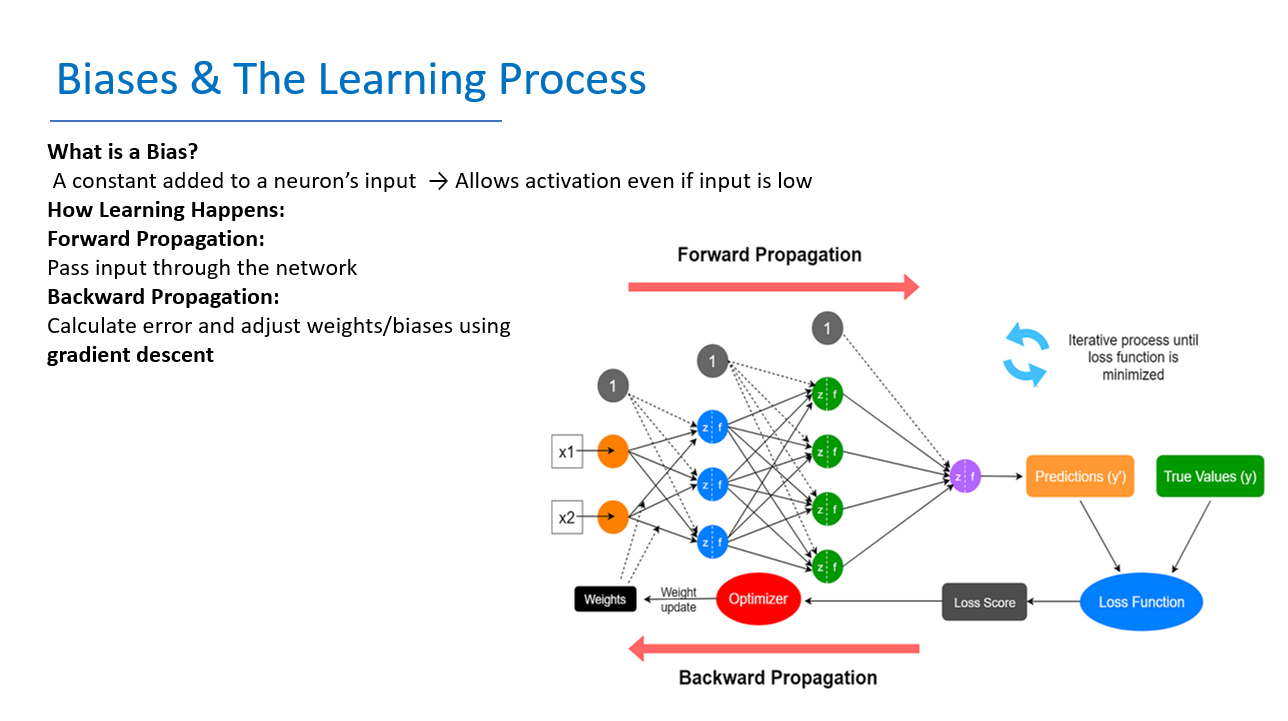 Biases & The Learning Process
What is a Bias?
A constant added to a neuron’s input → Allows activation even if input is low
How Learning Happens:
Forward Propagation:
Pass input through the network
Backward Propagation:
Calculate error and adjust weights/biases using
gradient descent
Forward Propagation
1
1
1
Iterative process until
loss function is
minimized
z f
z f
z f
z f
z f
z f
z f
z f
x1
x2
Predictions (y')
True Values (y)
Weights
Weight
update
Optimizer
Loss Score
Loss Function
Backward Propagation